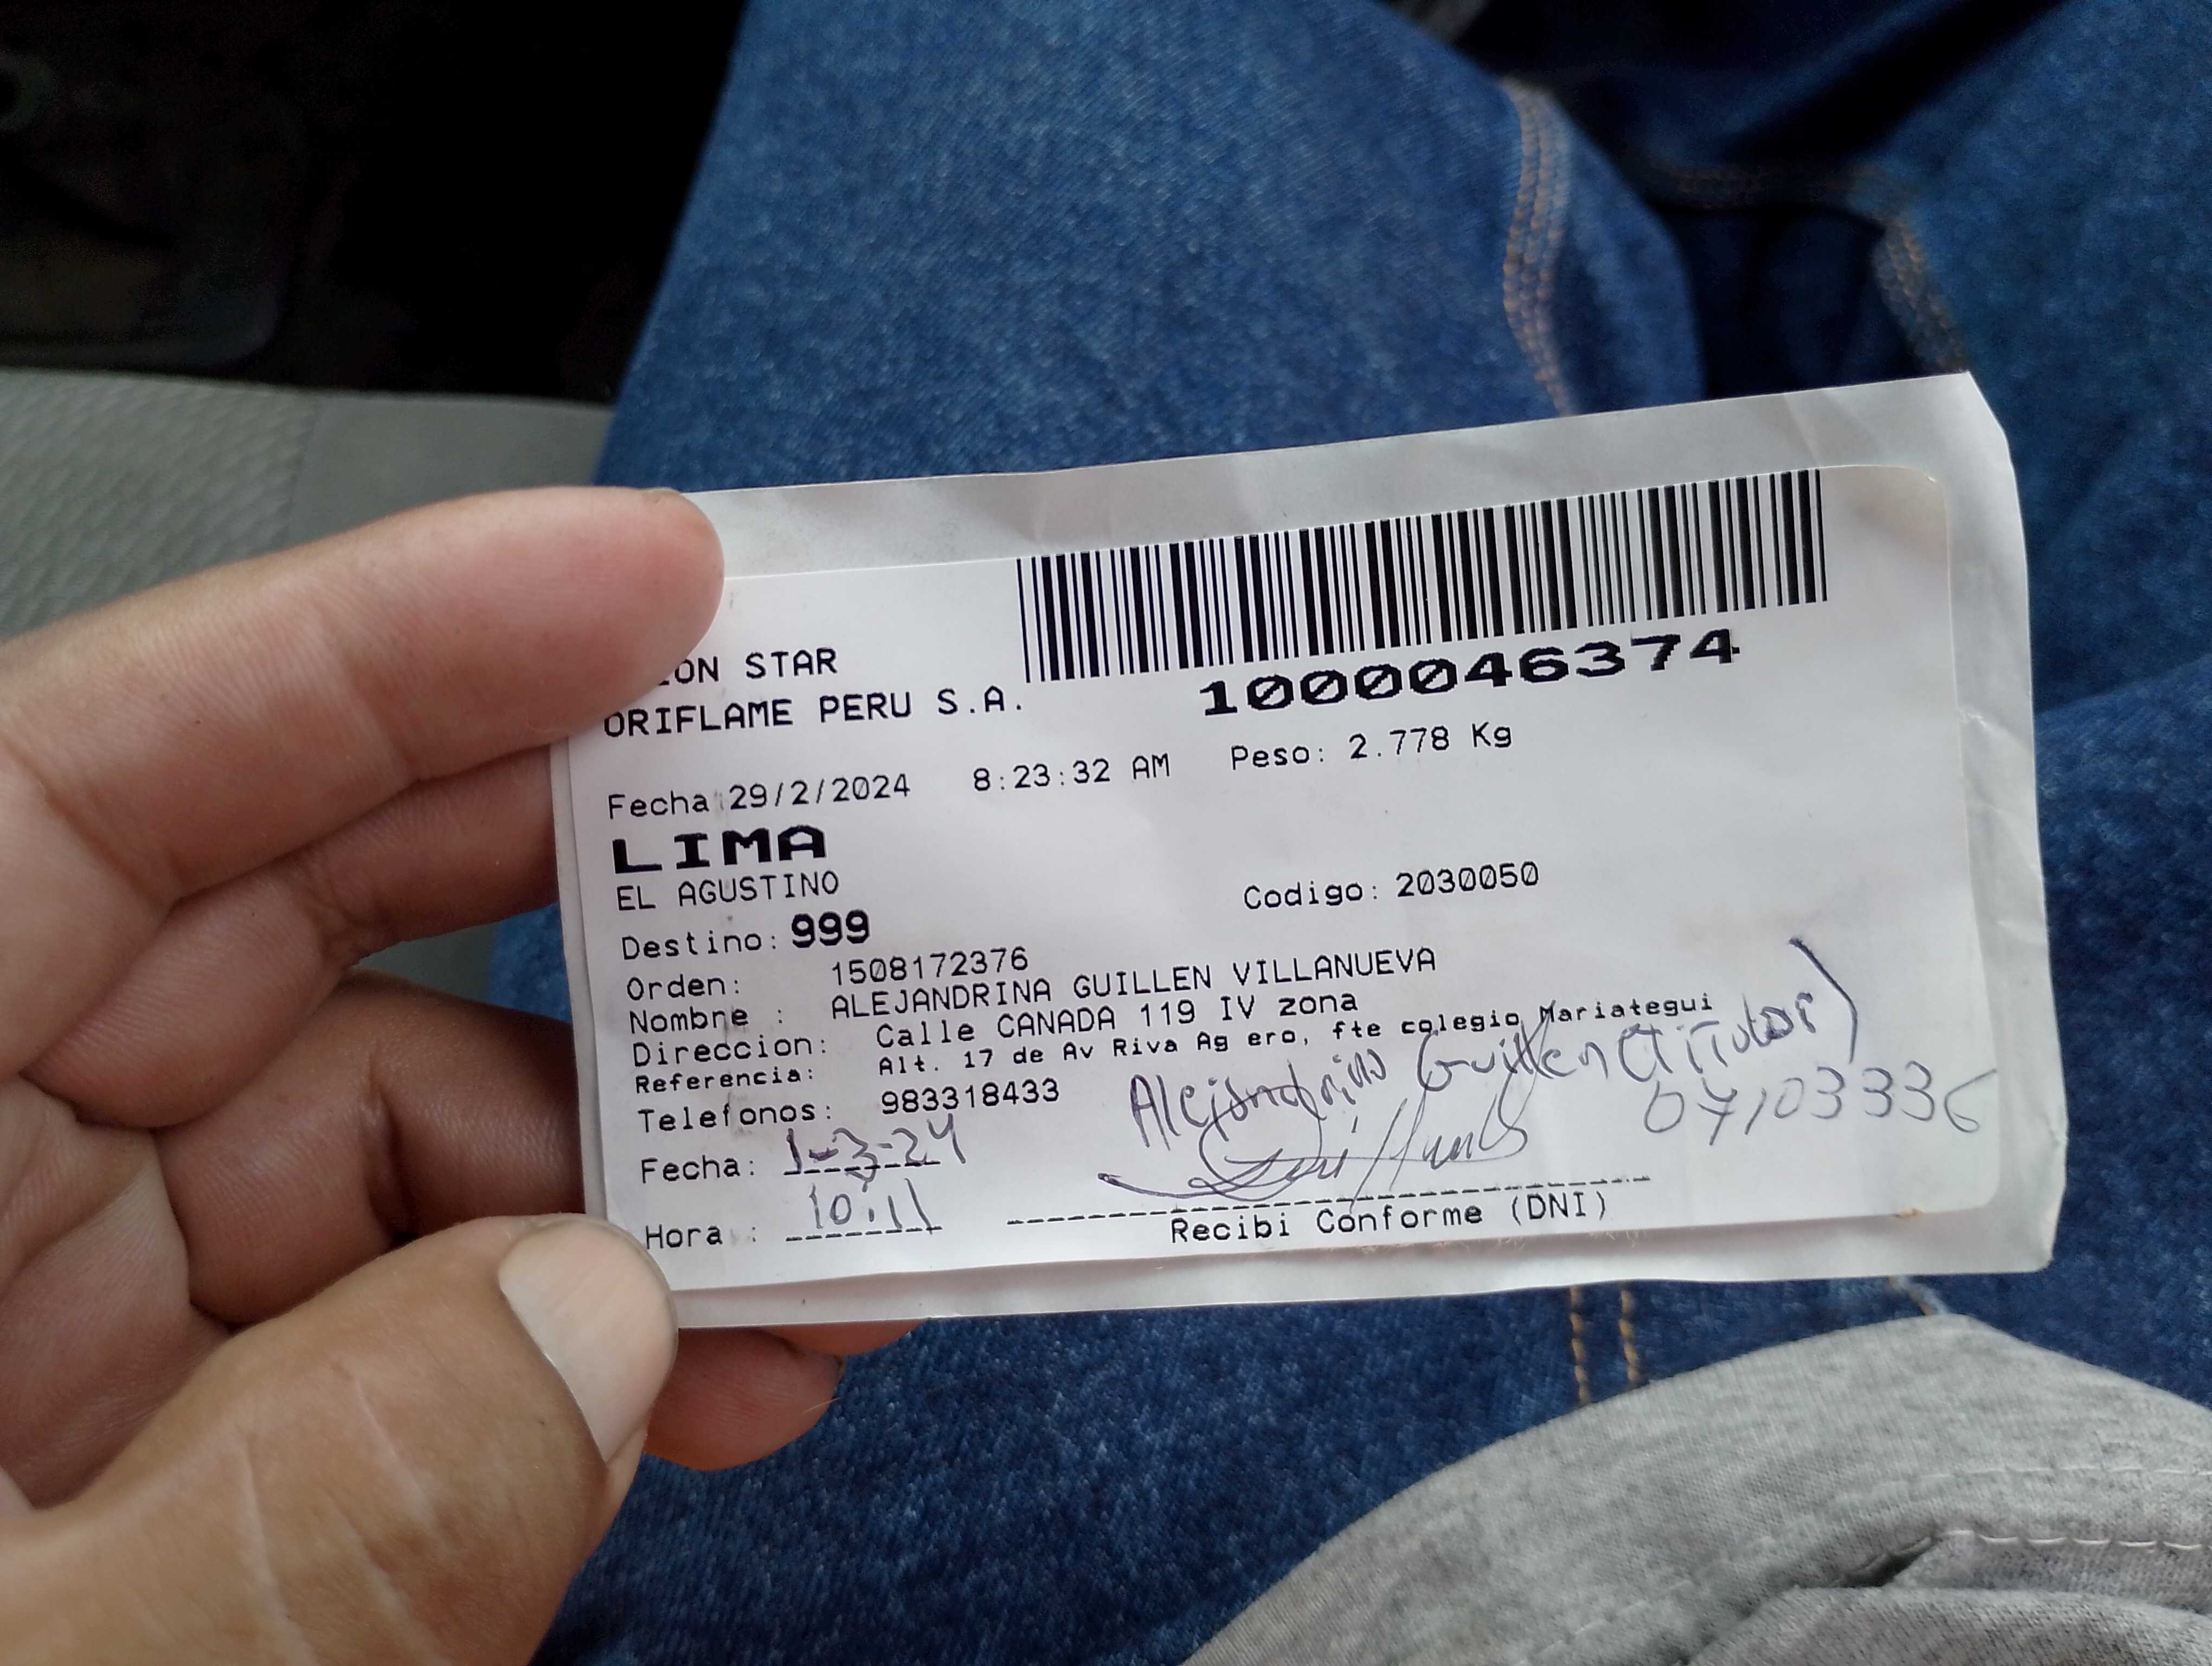 ON STAR
ORIFLAME PERU S.A.
1000046374
Fecha 29/2/2024 8:23:32 AM Peso: 2.778 Kg
LIMA
EL AGUSTINO
Codigo: 2030050
Destino: 999
Orden: 1508172376
Nombre : ALEJANDRINA GUILLEN VILLANUEVA
Direccion: Calle CANADA 119 IV zona
Referencia: Alt. 17 de Av Riva Ag ero, fte colegio Mariategui
Telefonos: 983318433
Alejandrina Guillen (Titular)
07103336
Fecha: 1-3-24
Hora : 10:11
Recibi Conforme (DNI)